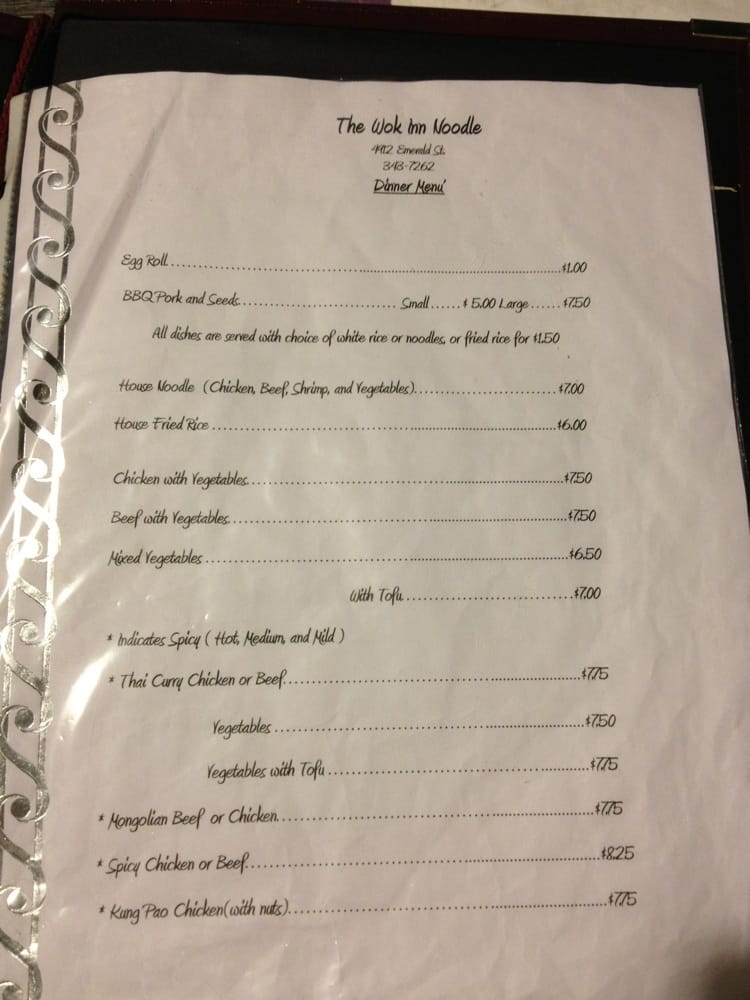 The Wok Inn Noodle
4912 Emerald St.
343-7262
Dinner Menu'
Egg Roll.......................................................................................$1.00
BBQ Pork and Seeds.................................. Small......$ 5.00 Large......$7.50
All dishes are served with choice of white rice or noodles, or fried rice for $1.50
House Noodle (Chicken, Beef, Shrimp, and Vegetables)..............................$7.00
House Fried Rice..............................................................................$6.00
Chicken with Vegetables.......................................................................$7.50
Beef with Vegetables...........................................................................$7.50
Mixed Vegetables..............................................................................$6.50
With Tofu..................................$7.00
* Indicates Spicy ( Hot, Medium, and Mild )
* Thai Curry Chicken or Beef.................................................................$7.75
Vegetables..............................................................$7.50
Vegetables with Tofu....................................................$7.75
* Mongolian Beef or Chicken.................................................................$7.75
* Spicy Chicken or Beef.......................................................................$8.25
* Kung Pao Chicken(with nuts)................................................................$7.75